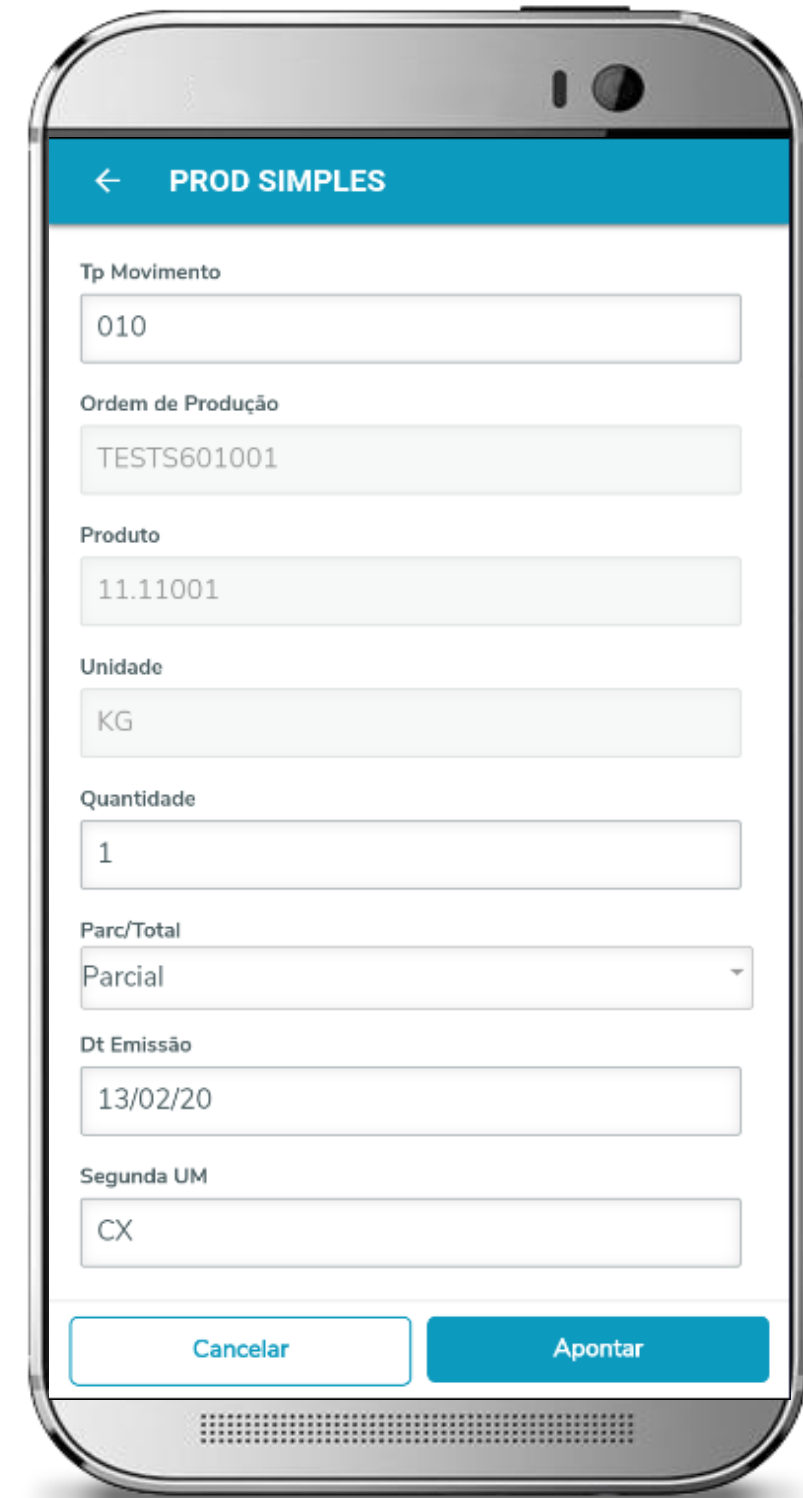 PROD SIMPLES
Tp Movimento
010
Ordem de Produção
TESTS601001
Produto
11.11001
Unidade
KG
Quantidade
1
Parc/Total
Parcial
Dt Emissão
13/02/20
Segunda UM
CX
Cancelar
Apontar